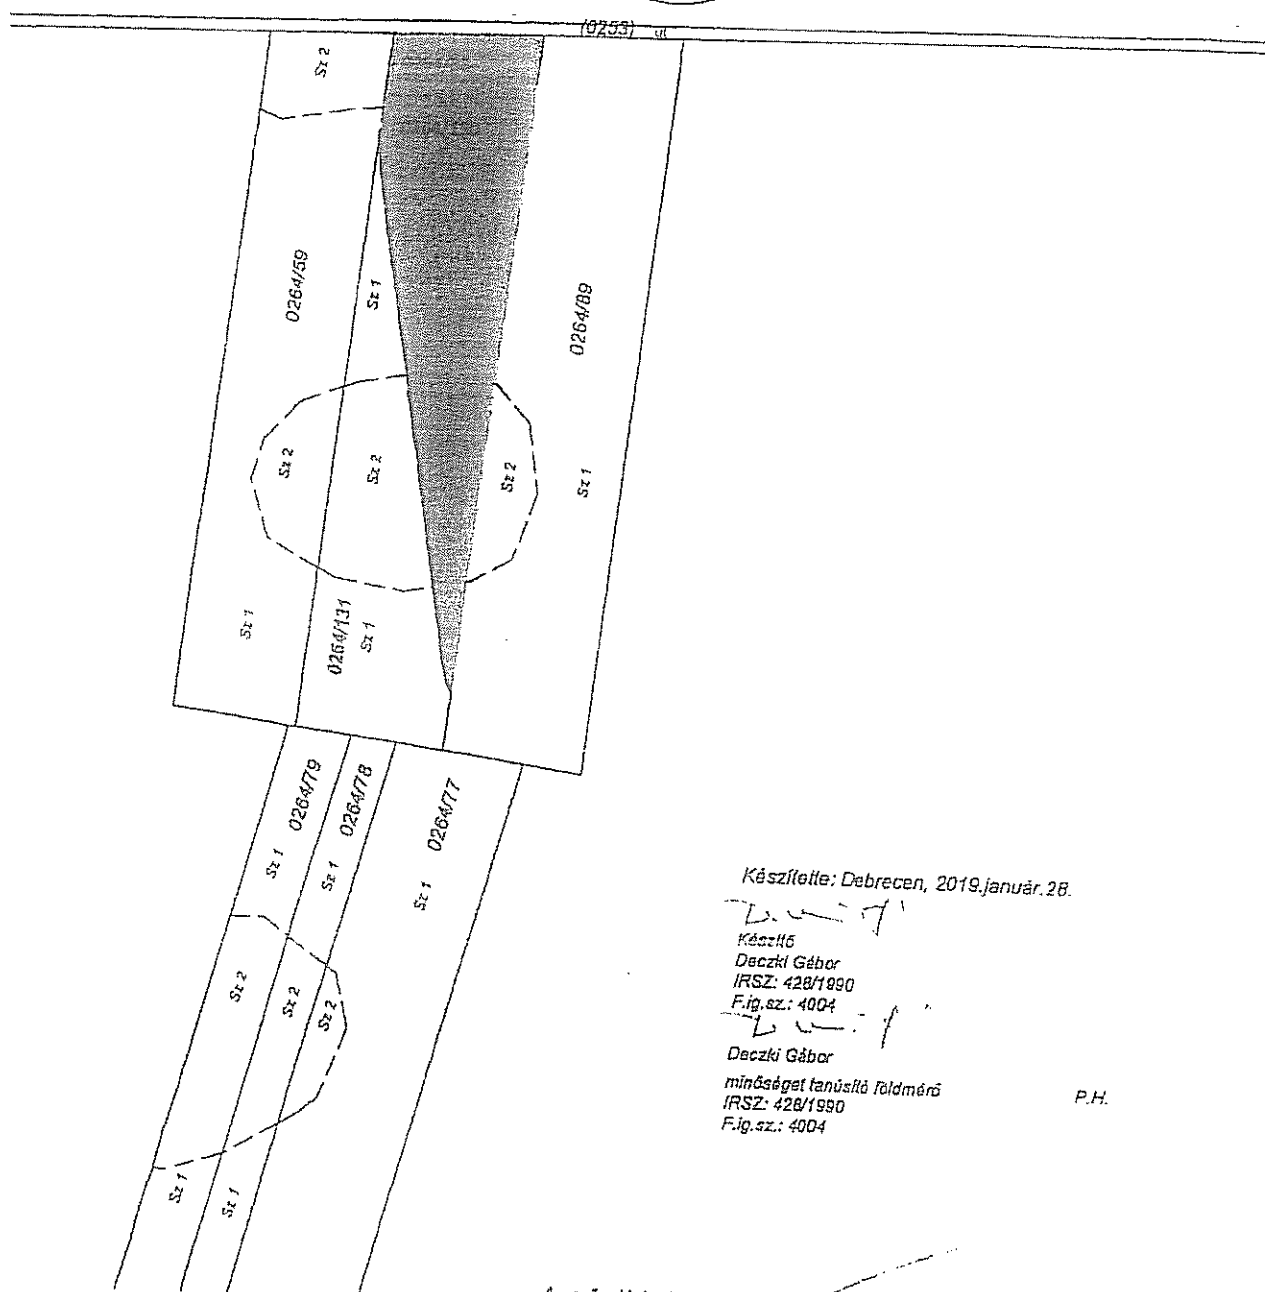 (0253) út
Sz 2
0264/59
Sz 1
0264/89
Sz 2
Sz 2
Sz 2
Sz 1
Sz 1
0264/131
Sz 1
0264/79
0264/78
0264/77
Sz 1
Sz 1
Sz 1
Sz 2
Sz 2
Sz 2
Sz 1
Sz 1
Készítette: Debrecen, 2019.január.28.
Készítő
Daczki Gábor
IRSZ: 428/1990
F.ig.sz.: 4004
Daczki Gábor
minőséget tanúsító földmérő
IRSZ: 428/1990
F.ig.sz.: 4004
P.H.